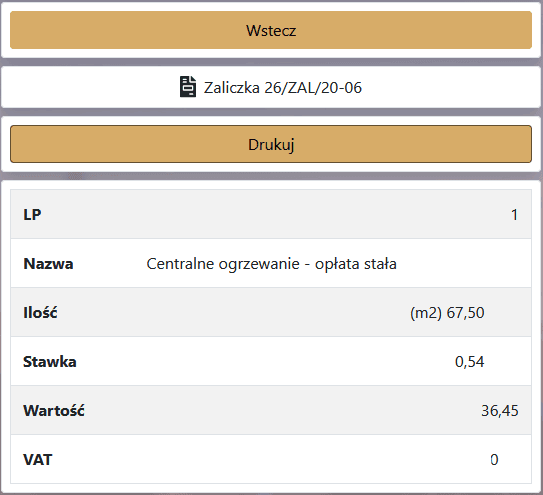 Wstecz
Zaliczka 26/ZAL/20-06
Drukuj
LP 1
Nazwa Centralne ogrzewanie - opłata stała
Ilość (m2) 67,50
Stawka 0,54
Wartość 36,45
VAT 0